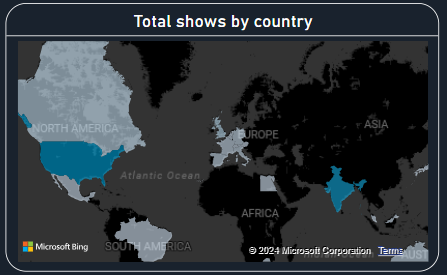 Total shows by country
NORTH AMERICA
EUROPE
ASIA
Atlantic Ocean
AFRICA
SOUTH AMERICA
Microsoft Bing
© 2024 Microsoft Corporation Terms
AUST